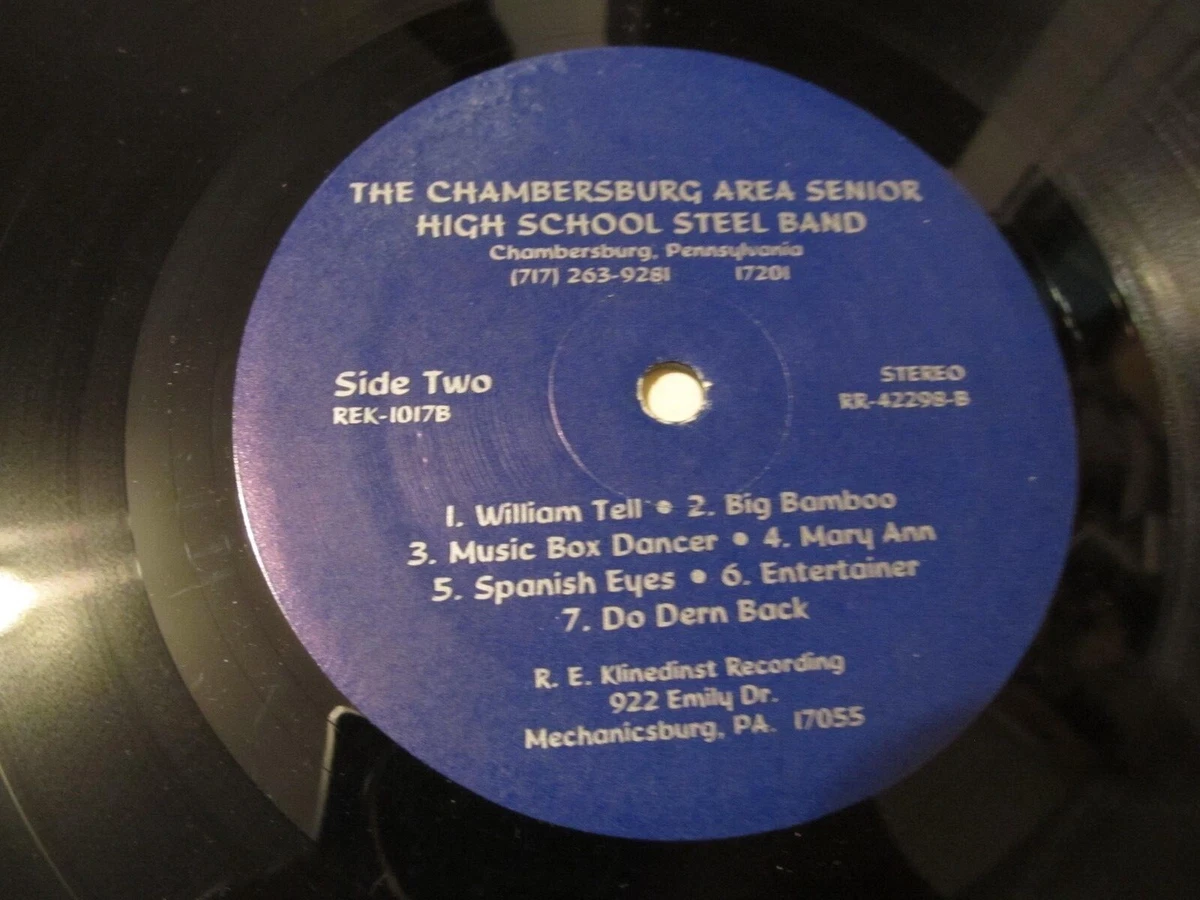 THE CHAMBERSBURG AREA SENIOR
HIGH SCHOOL STEEL BAND
Chambersburg, Pennsylvania
(717) 263-9281 17201
Side Two
REK-1017B
STEREO
RR-42298-B
1. William Tell • 2. Big Bamboo
3. Music Box Dancer • 4. Mary Ann
5. Spanish Eyes • 6. Entertainer
7. Do Dern Back
R. E. Klinedinst Recording
922 Emily Dr.
Mechanicsburg, PA. 17055